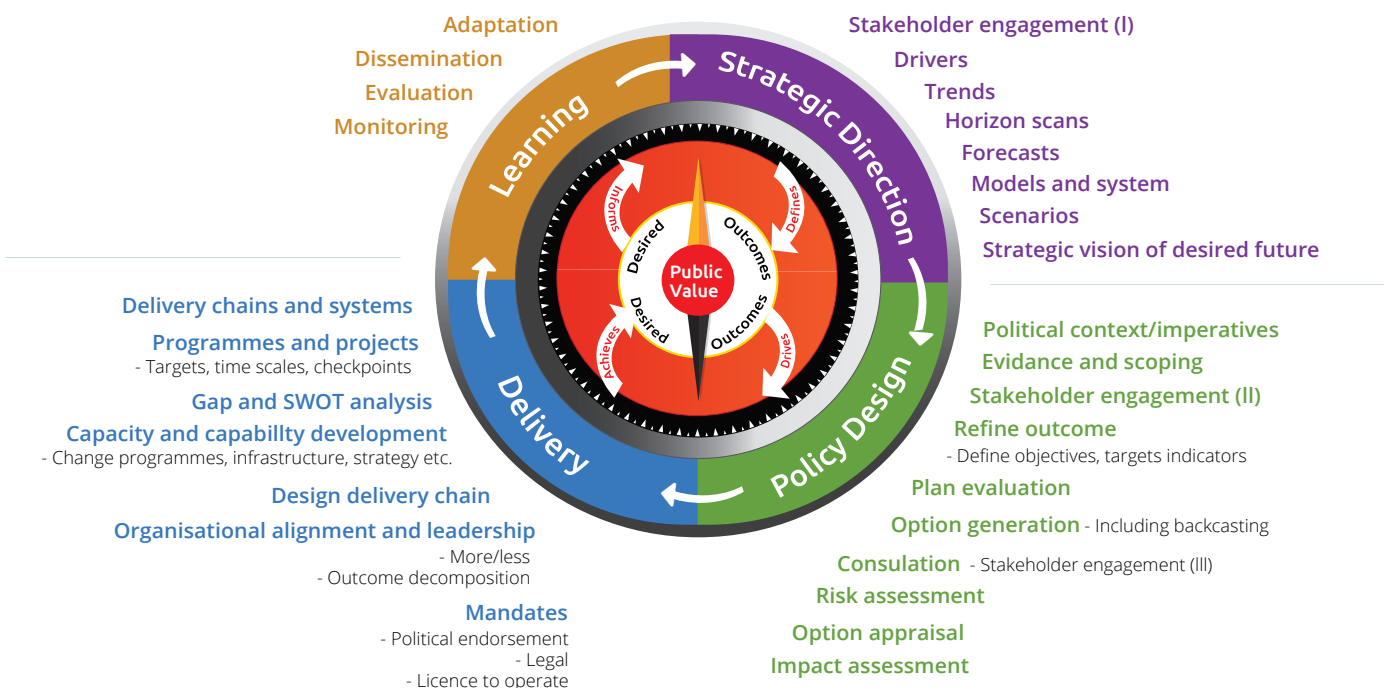 Adaptation
Dissemination
Evaluation
Monitoring
Stakeholder engagement (l)
Drivers
Trends
Horizon scans
Forecasts
Models and system
Scenarios
Strategic vision of desired future
Learning
Strategic Direction
Informs
Defines
Desired
Outcomes
Public
Value
Desired
Outcomes
Achieves
Drives
Delivery
Policy Design
Delivery chains and systems
Programmes and projects
- Targets, time scales, checkpoints
Gap and SWOT analysis
Capacity and capabillty development
- Change programmes, infrastructure, strategy etc.
Design delivery chain
Organisational alignment and leadership
- More/less
- Outcome decomposition
Mandates
- Political endorsement
- Legal
- Licence to operate
Political context/imperatives
Evidance and scoping
Stakeholder engagement (ll)
Refine outcome
- Define objectives, targets indicators
Plan evaluation
Option generation - Including backcasting
Consulation - Stakeholder engagement (lll)
Risk assessment
Option appraisal
Impact assessment